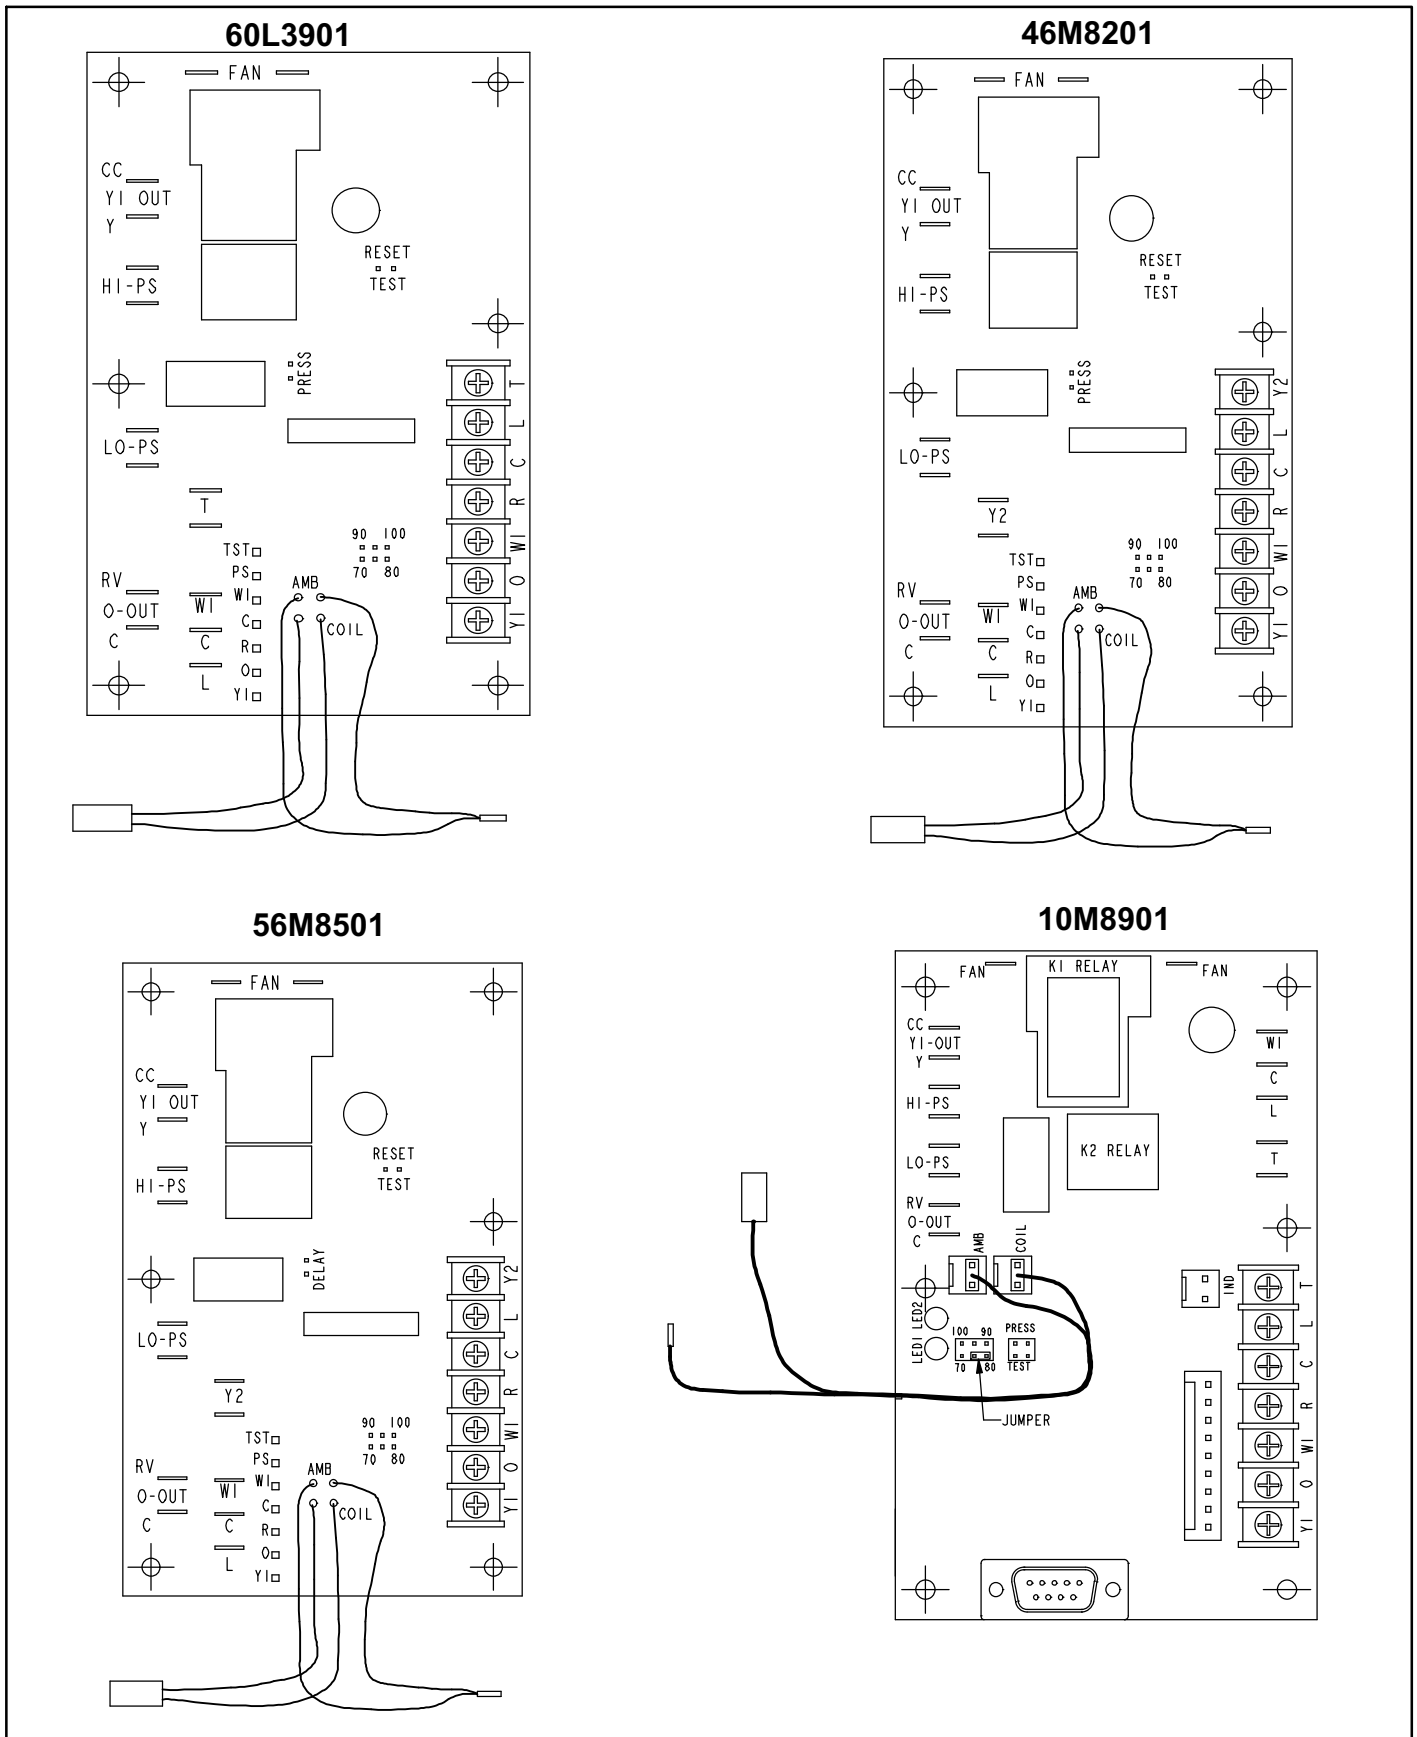 60L3901
FAN
CC
Y1 OUT
Y
RESET
TEST
HI-PS
PRESS
T
L
C
R
W1
O
Y1
LO-PS
T
90 100
70 80
TST
PS
W1
C
R
O
Y1
AMB
COIL
RV
O-OUT
C
W1
C
L
46M8201
FAN
CC
Y1 OUT
Y
RESET
TEST
HI-PS
PRESS
Y2
L
C
R
W1
O
Y1
LO-PS
Y2
90 100
70 80
TST
PS
W1
C
R
O
Y1
AMB
COIL
RV
O-OUT
C
W1
C
L
56M8501
FAN
CC
Y1 OUT
Y
RESET
TEST
HI-PS
DELAY
Y2
L
C
R
W1
O
Y1
LO-PS
Y2
90 100
70 80
TST
PS
W1
C
R
O
Y1
AMB
COIL
RV
O-OUT
C
W1
C
L
10M8901
FAN
K1 RELAY
FAN
CC
Y1-OUT
Y
W1
C
L
HI-PS
K2 RELAY
T
LO-PS
RV
O-OUT
C
AMB
COIL
IND
LED1 LED2
100 90
70 80
PRESS
TEST
JUMPER
T
L
C
R
W1
O
Y1